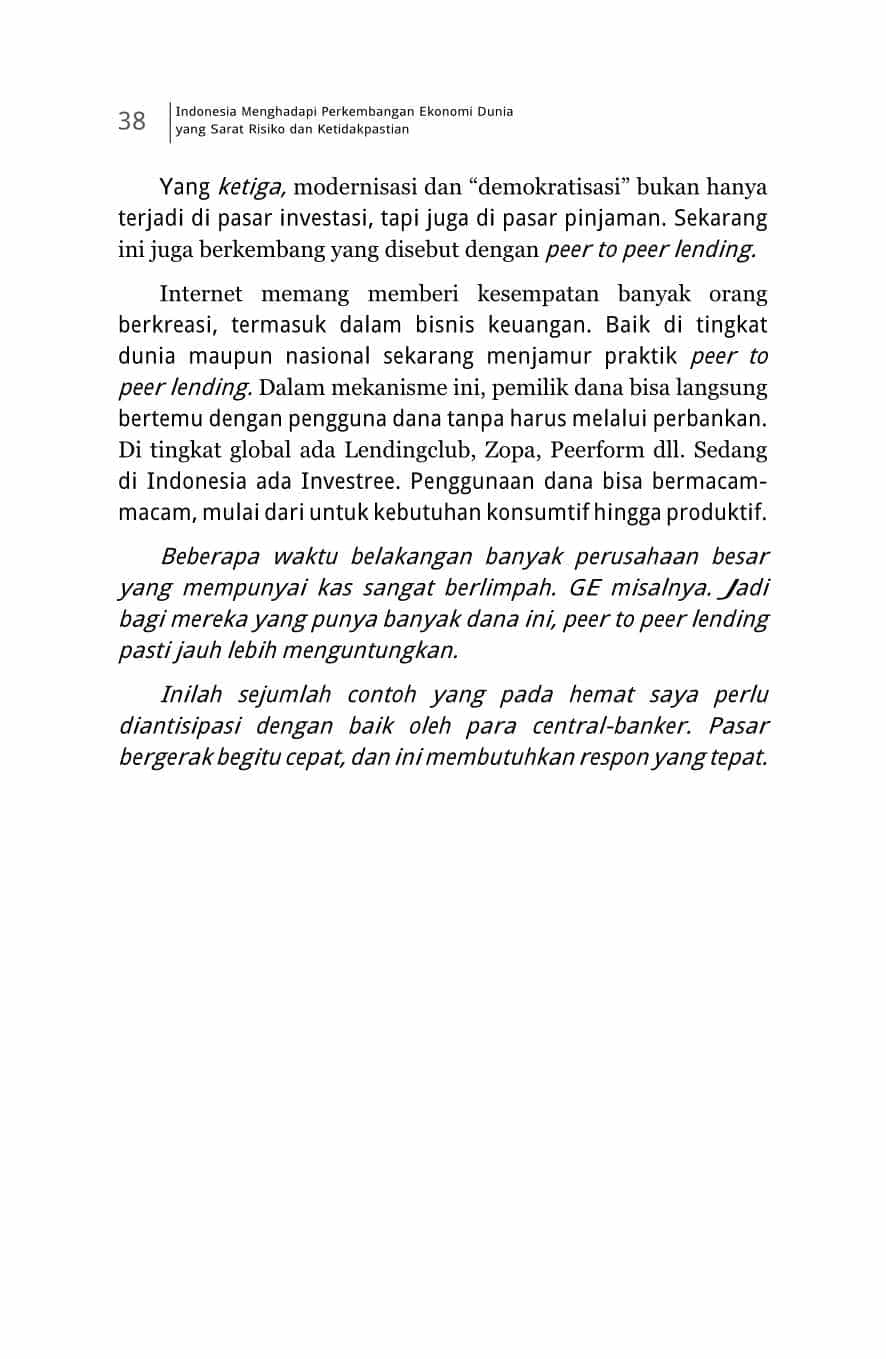 38
Indonesia Menghadapi Perkembangan Ekonomi Dunia
yang Sarat Risiko dan Ketidakpastian
Yang ketiga, modernisasi dan “demokratisasi” bukan hanya
terjadi di pasar investasi, tapi juga di pasar pinjaman. Sekarang
ini juga berkembang yang disebut dengan peer to peer lending.
Internet memang memberi kesempatan banyak orang
berkreasi, termasuk dalam bisnis keuangan. Baik di tingkat
dunia maupun nasional sekarang menjamur praktik peer to
peer lending. Dalam mekanisme ini, pemilik dana bisa langsung
bertemu dengan pengguna dana tanpa harus melalui perbankan.
Di tingkat global ada Lendingclub, Zopa, Peerform dll. Sedang
di Indonesia ada Investree. Penggunaan dana bisa bermacam-
macam, mulai dari untuk kebutuhan konsumtif hingga produktif.
Beberapa waktu belakangan banyak perusahaan besar
yang mempunyai kas sangat berlimpah. GE misalnya. Jadi
bagi mereka yang punya banyak dana ini, peer to peer lending
pasti jauh lebih menguntungkan.
Inilah sejumlah contoh yang pada hemat saya perlu
diantisipasi dengan baik oleh para central-banker. Pasar
bergerak begitu cepat, dan ini membutuhkan respon yang tepat.